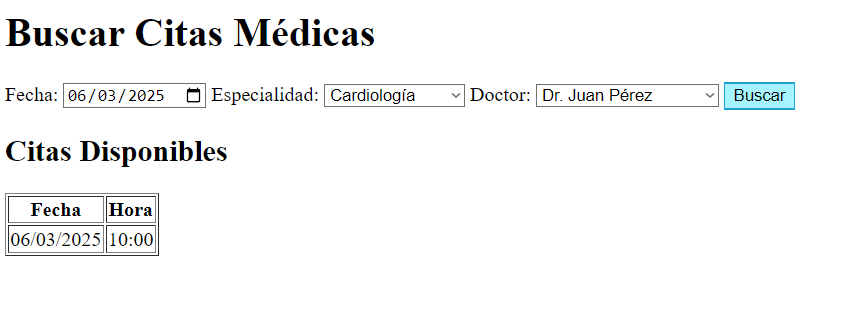 Buscar Citas Médicas
Fecha: 06/03/2025 Especialidad: Cardiología Doctor: Dr. Juan Pérez Buscar
Citas Disponibles
Fecha Hora
06/03/2025 10:00